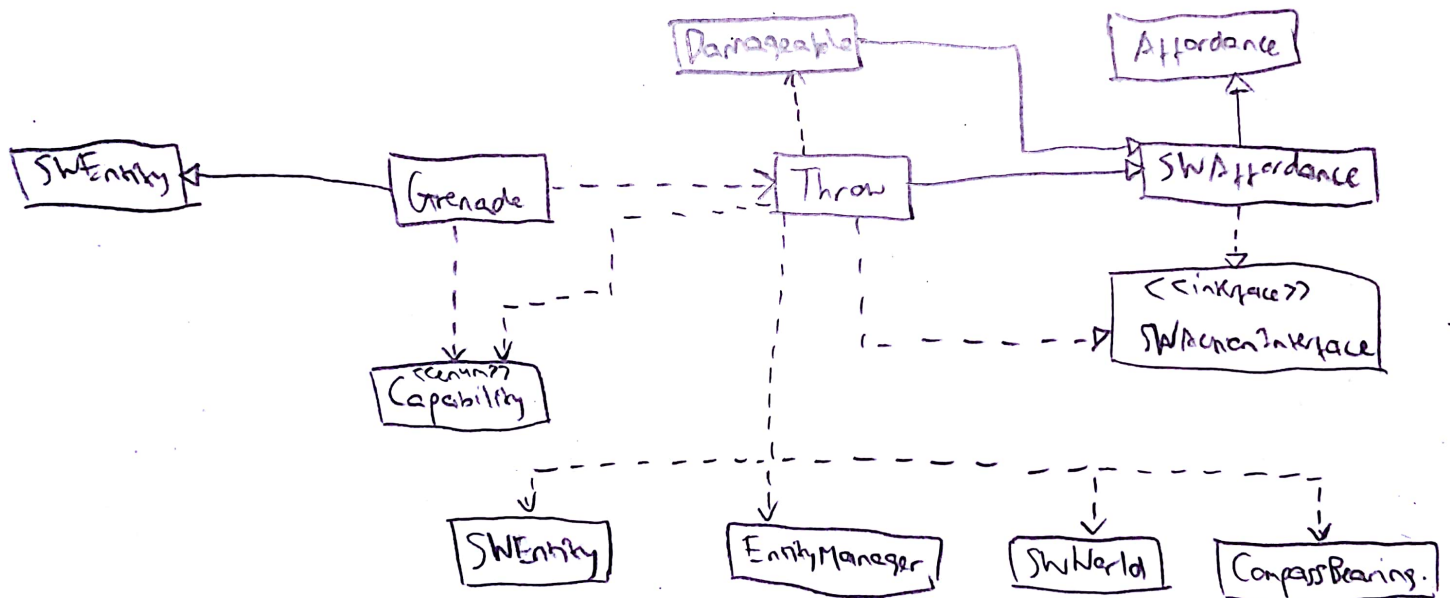 Damageable
Affordance
SWEntity
Grenade
Throw
SWAffordance
<<interface>>
SWActionInterface
<<enum>>
Capability
SWEntity
EntityManager
SWWorld
CompassBearing.